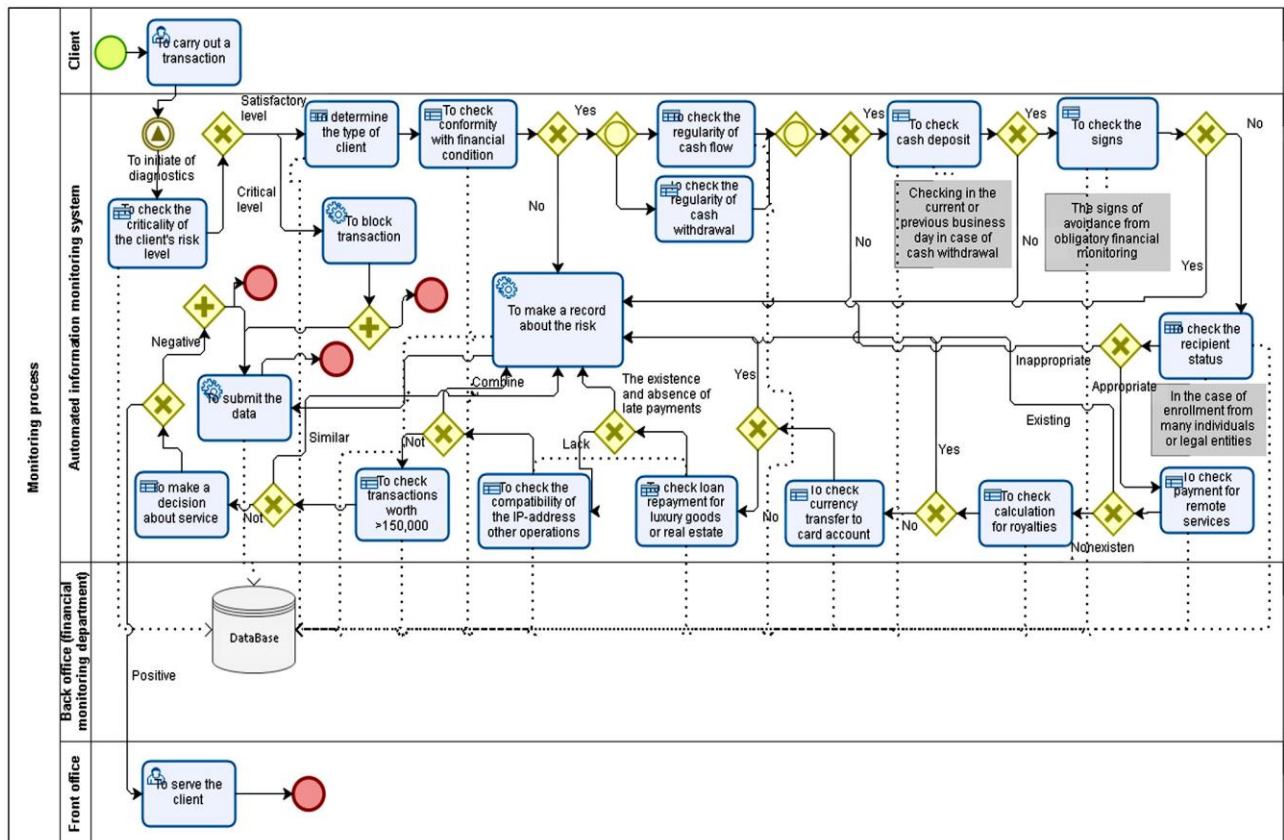 Monitoring process
Client
To carry out a
transaction
Automated information monitoring system
To initiate of
diagnostics
To check the
criticality of
the client's risk
level
Satisfactory
level
Critical
level
To determine
the type of
client
To check
conformity
with financial
condition
To block
transaction
Yes
No
To check the
regularity of
cash flow
To check the
regularity of
cash
withdrawal
Yes
No
To check
cash deposit
Checking in the
current or
previous business
day in case of
cash withdrawal
Yes
No
To check the
signs
The signs of
avoidance from
obligatory financial
monitoring
No
Yes
To make a record
about the risk
To check the
recipient
status
In the case of
enrollment from
many individuals
or legal entities
Inappropriate
Appropriate
Negative
To submit the
data
Combine
The existence
and absence of
late payments
Yes
Existing
Similar
Not
Lack
Yes
To make a
decision
about service
Not
To check
transactions
worth
>150,000
To check the
compatibility of
the IP-address
other operations
To check loan
repayment for
luxury goods
or real estate
No
To check
currency
transfer to
card account
No
To check
calculation
for royalties
Nonexisten
To check
payment for
remote
services
Back office (financial
monitoring department)
DataBase
Positive
Front office
To serve the
client